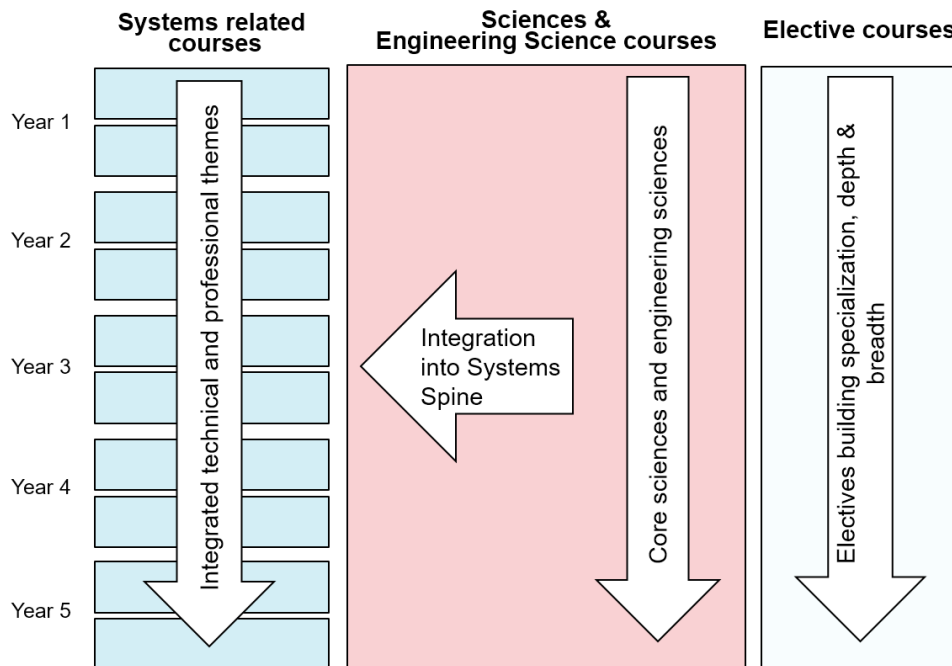 Systems related
courses
Sciences &
Engineering Science courses
Elective courses
Year 1
Year 2
Year 3
Year 4
Year 5
Integrated technical and professional themes
Integration
into Systems
Spine
Core sciences and engineering sciences
Electives building specialization, depth &
breadth